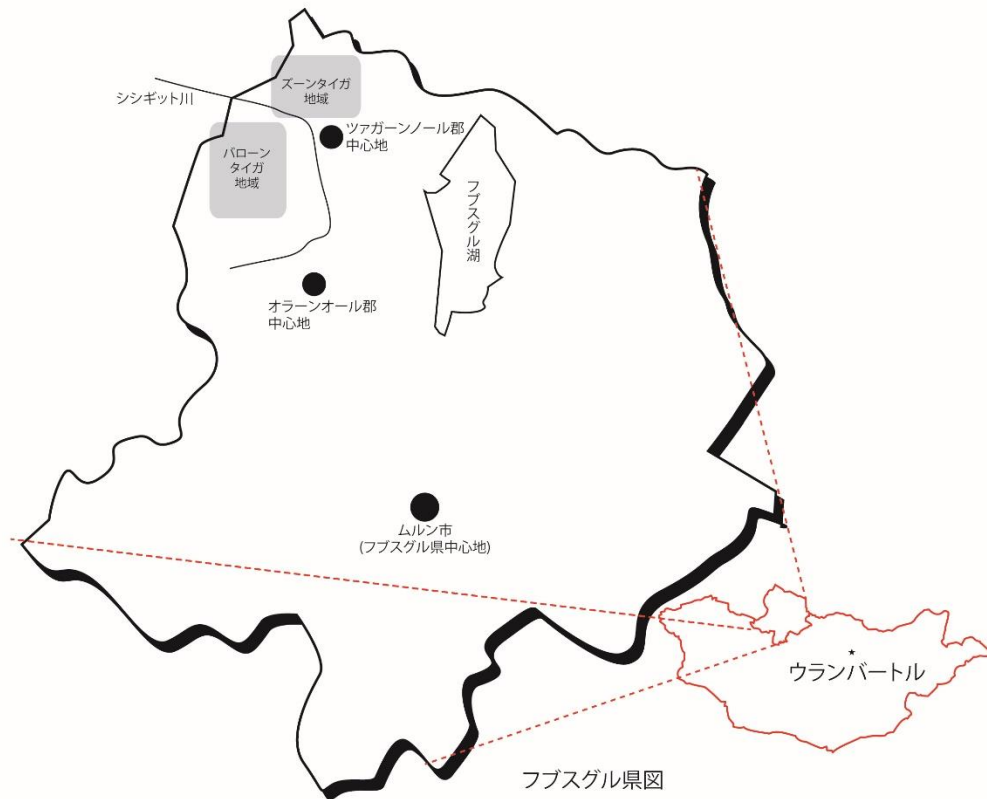 ズーンタイガ
地域
シシギット川
ツァガーンノール郡
中心地
バローン
タイガ
地域
フブスグル湖
オラーンオール郡
中心地
ムルン市
(フブスグル県中心地)
ウランバートル
フブスグル県図